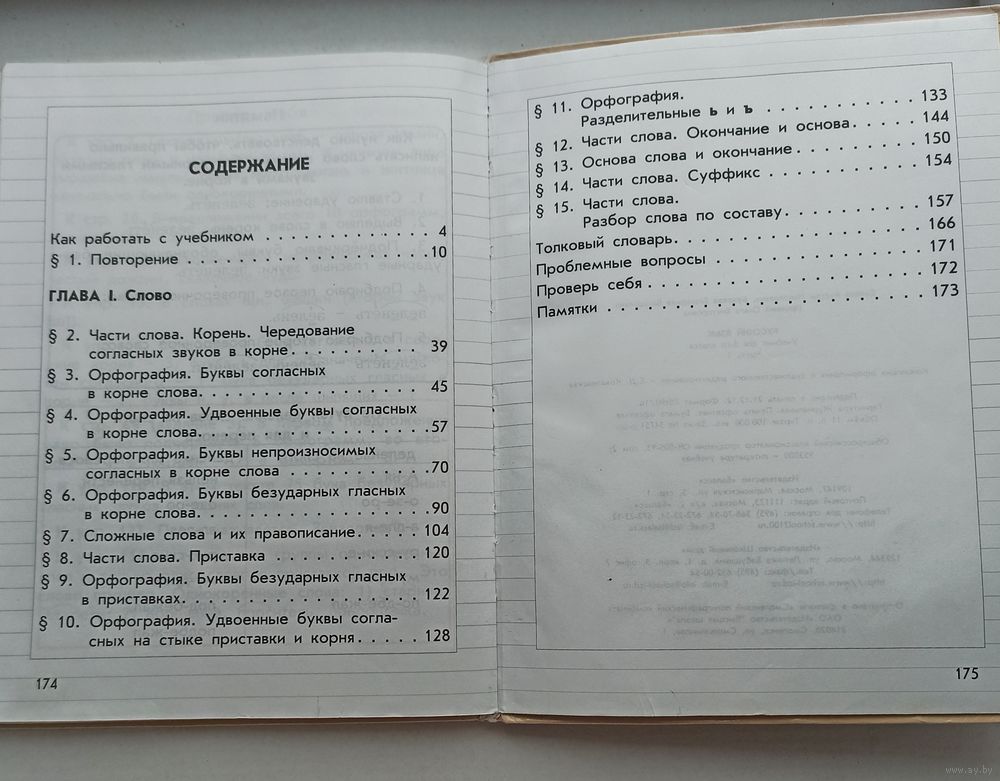 СОДЕРЖАНИЕ
Как работать с учебником . . . . . . . . . . . . . 4
§ 1. Повторение . . . . . . . . . . . . . . . . . . 10
ГЛАВА I. Слово
§ 2. Части слова. Корень. Чередование
согласных звуков в корне . . . . . . . . . . 39
§ 3. Орфография. Буквы согласных
в корне слова. . . . . . . . . . . . . . . . . 45
§ 4. Орфография. Удвоенные буквы согласных
в корне слова. . . . . . . . . . . . . . . . . 57
§ 5. Орфография. Буквы непроизносимых
согласных в корне слова . . . . . . . . . . . 70
§ 6. Орфография. Буквы безударных гласных
в корне слова. . . . . . . . . . . . . . . . . 90
§ 7. Сложные слова и их правописание. . . . . 104
§ 8. Части слова. Приставка . . . . . . . . . . 120
§ 9. Орфография. Буквы безударных гласных
в приставках. . . . . . . . . . . . . . . . . 122
§ 10. Орфография. Удвоенные буквы согла-
сных на стыке приставки и корня . . . . . . 128
174
§ 11. Орфография.
Разделительные ь и ъ . . . . . . . . . . . 133
§ 12. Части слова. Окончание и основа. . . . . 144
§ 13. Основа слова и окончание . . . . . . . . . 150
§ 14. Части слова. Суффикс . . . . . . . . . . . 154
§ 15. Части слова.
Разбор слова по составу. . . . . . . . . . 157
Толковый словарь. . . . . . . . . . . . . . . . . 166
Проблемные вопросы . . . . . . . . . . . . . . 171
Проверь себя . . . . . . . . . . . . . . . . . . . 172
Памятки . . . . . . . . . . . . . . . . . . . . . . 173
175
www.ay.by